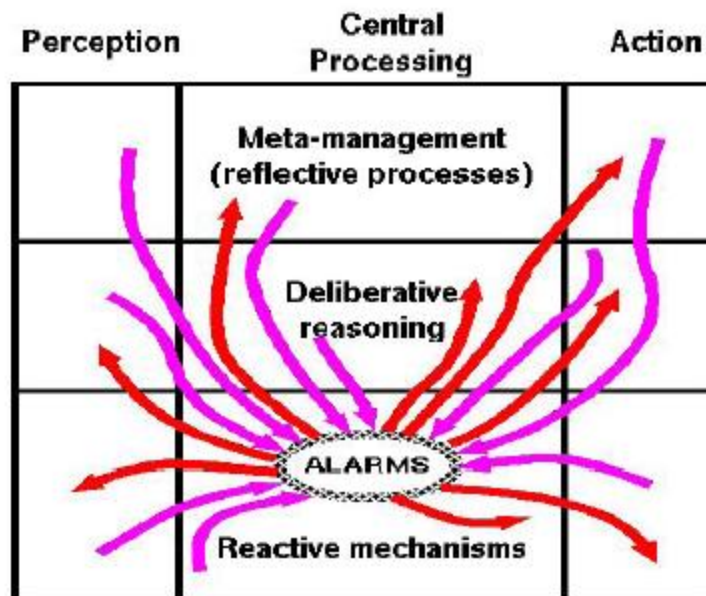 Perception
Central
Processing
Action
Meta-management
(reflective processes)
Deliberative
reasoning
ALARMS
Reactive mechanisms